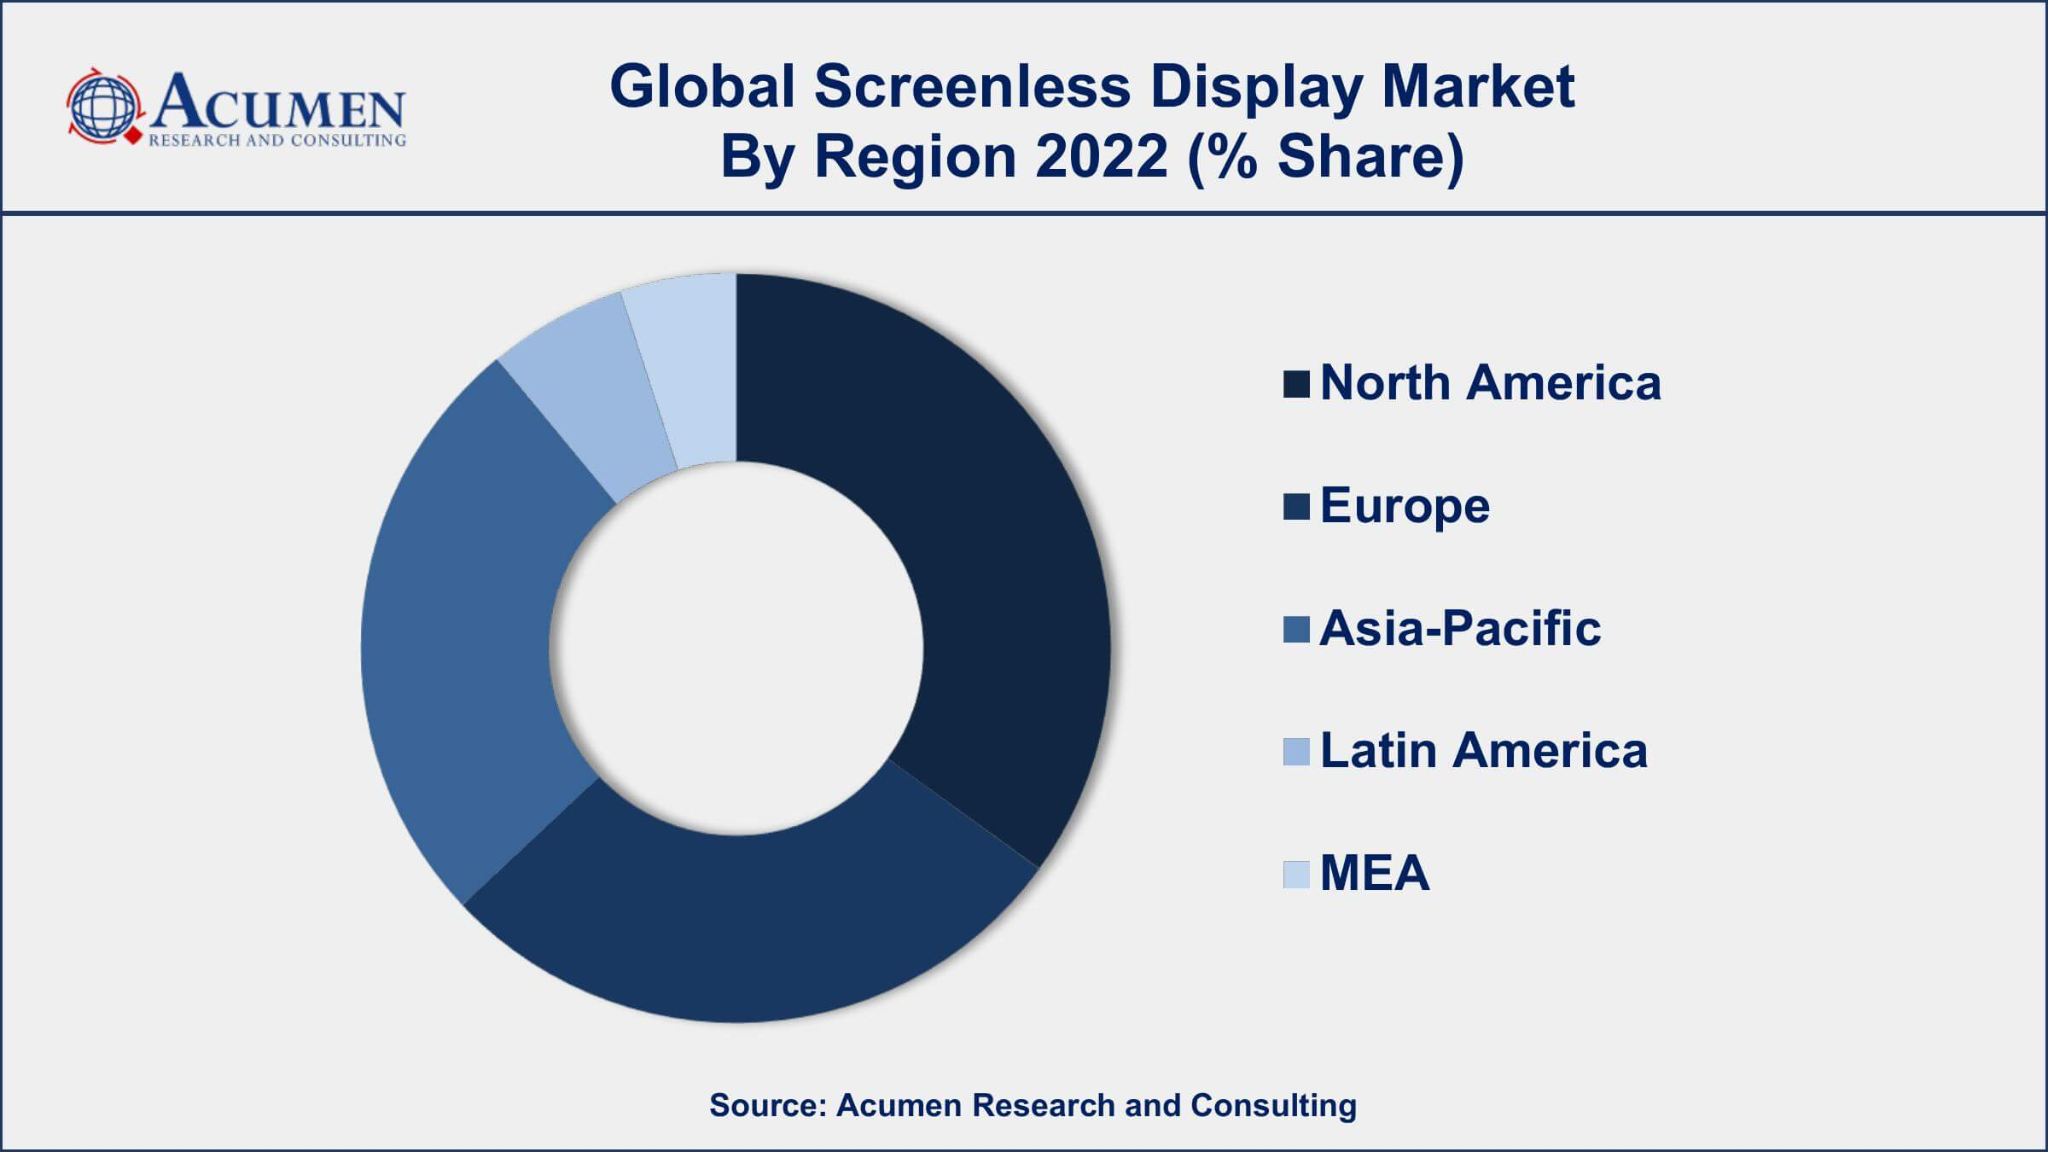 ACUMEN
RESEARCH AND CONSULTING
Global Screenless Display Market
By Region 2022 (% Share)
North America
Europe
Asia-Pacific
Latin America
MEA
Source: Acumen Research and Consulting